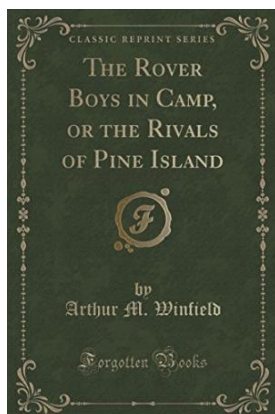 CLASSIC REPRINT SERIES
THE ROVER
BOYS IN CAMP,
OR THE RIVALS
OF PINE ISLAND
F
by
Arthur M. Winfield
Forgotten Books